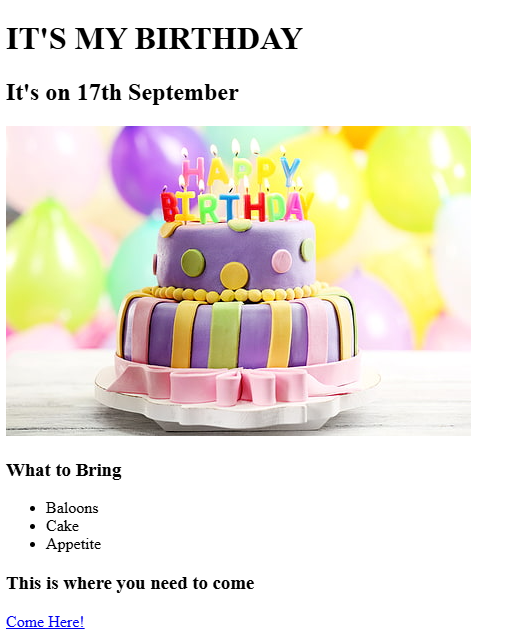 IT'S MY BIRTHDAY
It's on 17th September
HAPPY
BIRTHDAY
What to Bring
Baloons
Cake
Appetite
This is where you need to come
Come Here!